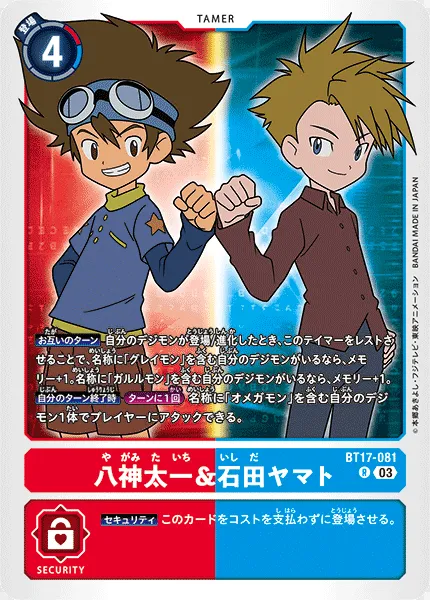 TAMER
登場
4
お互いのターン 自分のデジモンが登場/進化したとき、このテイマーをレストさ
せることで、名称に「グレイモン」を含む自分のデジモンがいるなら、メモ
リー+1。名称に「ガルルモン」を含む自分のデジモンがいるなら、メモリー+1。
自分のターン終了時 ターンに1回 名称に「オメガモン」を含む自分のデジ
モン1体でプレイヤーにアタックできる。
©本郷あきよし・フジテレビ・東映アニメーション BANDAI MADE IN JAPAN
BT17-081
八神太一&石田ヤマト
R 03
セキュリティ このカードをコストを支払わずに登場させる。
SECURITY